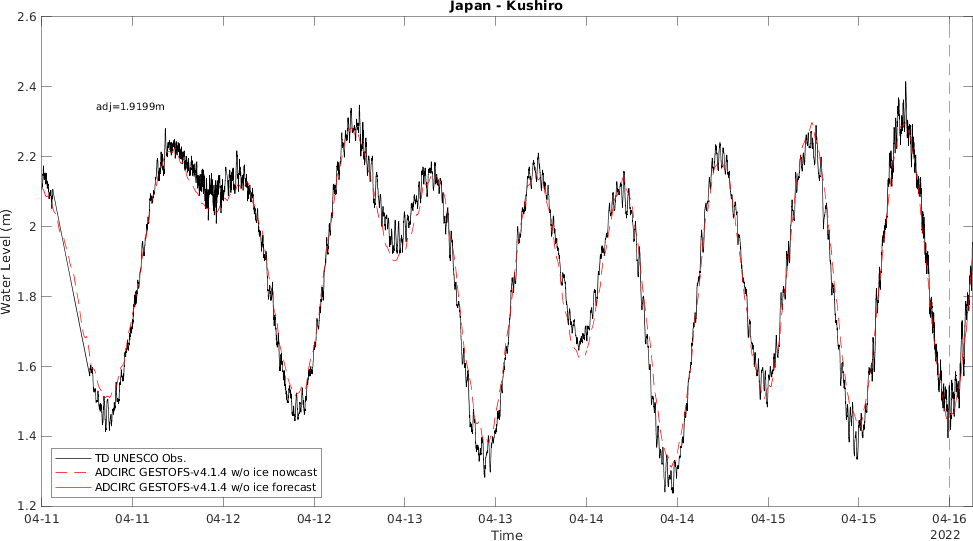 Japan - Kushiro
2.6
2.4
2.2
2
1.8
1.6
1.4
1.2
Water Level (m)
adj=1.9199m
TD UNESCO Obs.
ADCIRC GESTOFS-v4.1.4 w/o ice nowcast
ADCIRC GESTOFS-v4.1.4 w/o ice forecast
04-11 04-11 04-12 04-12 04-13 04-13 04-14 04-14 04-15 04-15 04-16
Time 2022